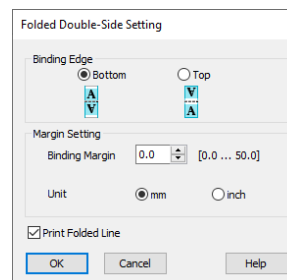 Folded Double-Side Setting
Binding Edge
Bottom Top
A A
A A
Margin Setting
Binding Margin 0.0 [0.0 ... 50.0]
Unit mm inch
Print Folded Line
OK Cancel Help